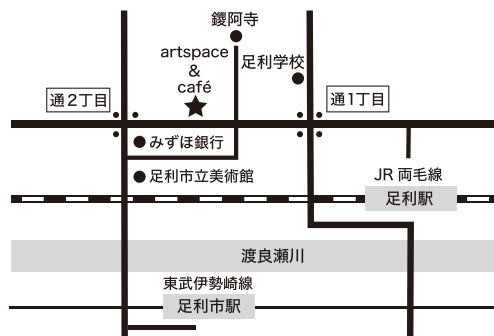 鑁阿寺
artspace
&
café
足利学校
通2丁目
通1丁目
みずほ銀行
足利市立美術館
JR 両毛線
足利駅
渡良瀬川
東武伊勢崎線
足利市駅